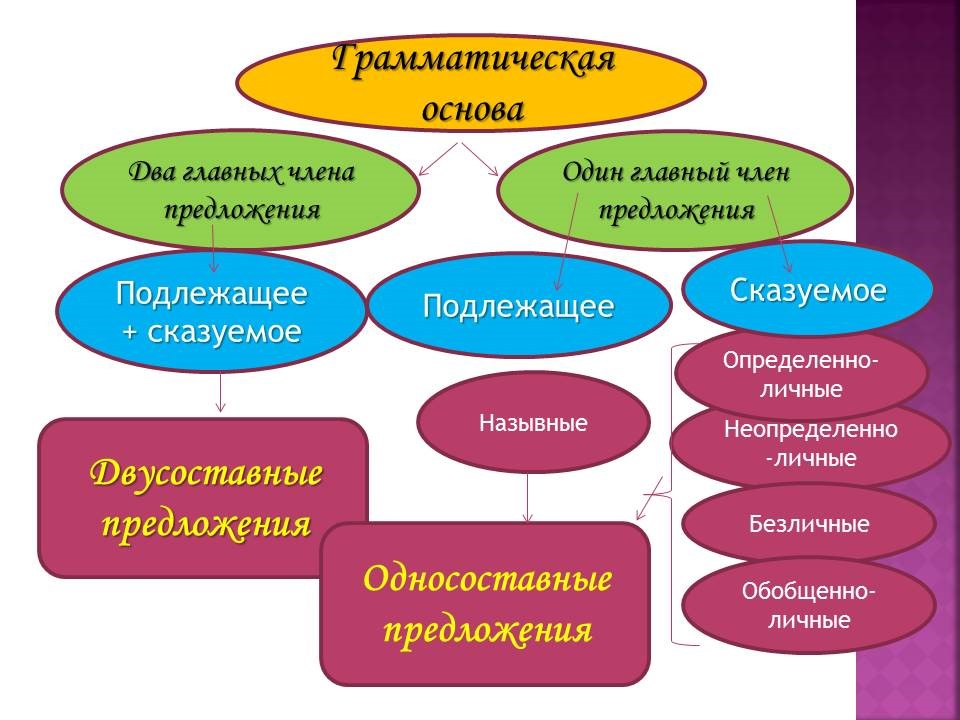 Грамматическая
основа
Два главных члена
предложения
Один главный член
предложения
Подлежащее
+ сказуемое
Подлежащее
Сказуемое
Определенно-
личные
Неопределенно
-личные
Безличные
Обобщенно-
личные
Назывные
Двусоставные
предложения
Односоставные
предложения